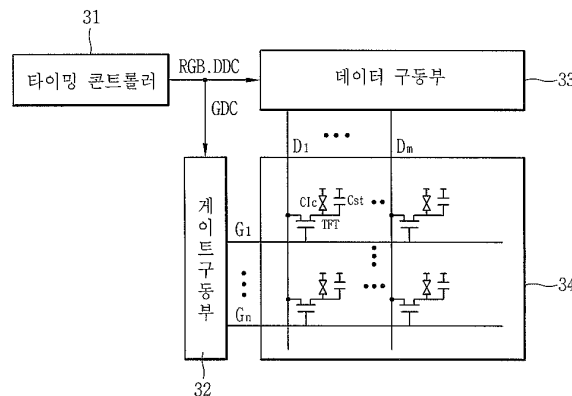 31
타이밍 콘트롤러
RGB.DDC
데이터 구동부
33
GDC
D1
Dm
게이트구동부
CIc
Cst
TFT
G1
Gn
34
32